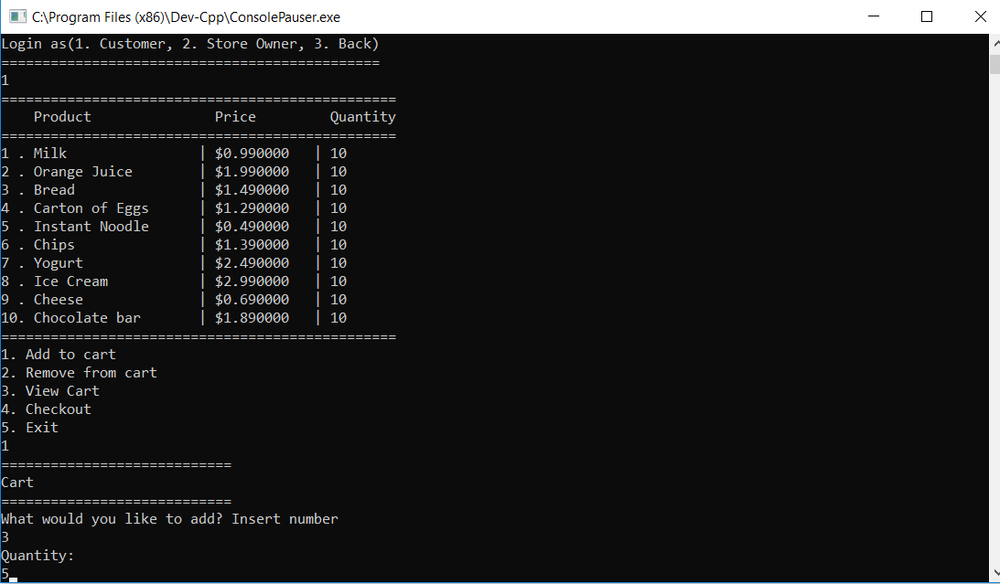 C:\Program Files (x86)\Dev-Cpp\ConsolePauser.exe
Login as(1. Customer, 2. Store Owner, 3. Back)
==============================================
1
================================================
    Product               Price         Quantity
================================================
1 . Milk                | $0.990000   | 10
2 . Orange Juice        | $1.990000   | 10
3 . Bread               | $1.490000   | 10
4 . Carton of Eggs      | $1.290000   | 10
5 . Instant Noodle      | $0.490000   | 10
6 . Chips               | $1.390000   | 10
7 . Yogurt              | $2.490000   | 10
8 . Ice Cream           | $2.990000   | 10
9 . Cheese              | $0.690000   | 10
10. Chocolate bar       | $1.890000   | 10
================================================
1. Add to cart
2. Remove from cart
3. View Cart
4. Checkout
5. Exit
1
============================
Cart
============================
What would you like to add? Insert number
3
Quantity:
5